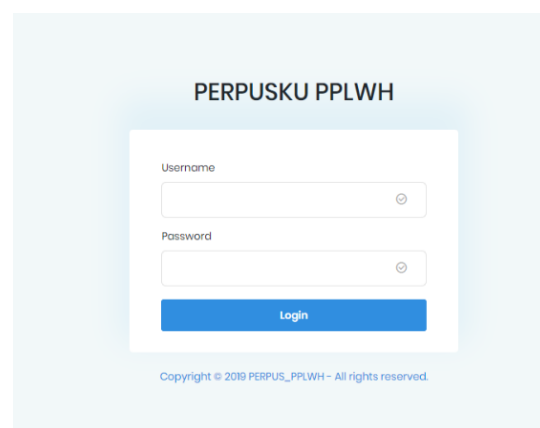 PERPUSKU PPLWH
Username
Password
Login
Copyright © 2019 PERPUS_PPLWH - All rights reserved.